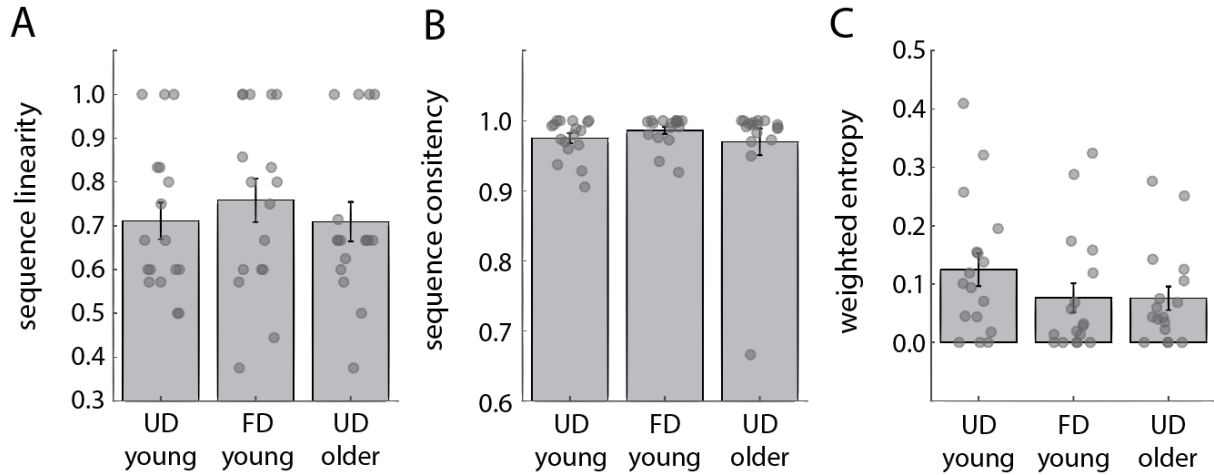 A
sequence linearity
1.0
0.9
0.8
0.7
0.6
0.5
0.4
0.3
UD
young
FD
young
UD
older
B
sequence consitency
1.0
0.9
0.8
0.7
0.6
UD
young
FD
young
UD
older
C
weighted entropy
0.5
0.4
0.3
0.2
0.1
0.0
UD
young
FD
young
UD
older